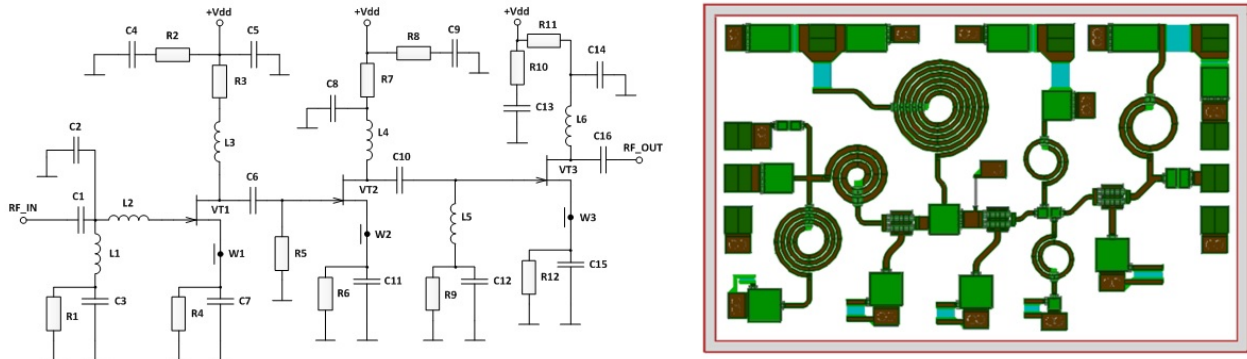 +Vdd
+Vdd
+Vdd
C4
R2
C5
R8
C9
R11
C14
R3
R7
R10
C8
C13
C2
L3
L4
L6
C16
C10
RF_OUT
C1
C6
VT2
VT3
RF_IN
L2
VT1
L5
W3
L1
W1
R5
W2
R1
C3
R4
C7
R6
C11
R9
C12
R12
C15